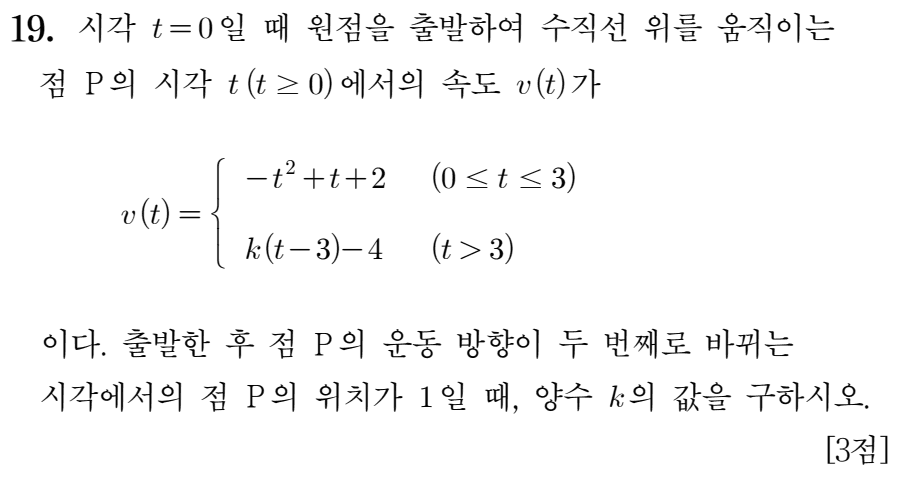 19. 시각 t=0일 때 원점을 출발하여 수직선 위를 움직이는
점 P의 시각 t(t≥0)에서의 속도 v(t)가
v(t)={ -t²+t+2 (0≤t≤3)
k(t-3)-4 (t>3)
이다. 출발한 후 점 P의 운동 방향이 두 번째로 바뀌는
시각에서의 점 P의 위치가 1일 때, 양수 k의 값을 구하시오.
[3점]